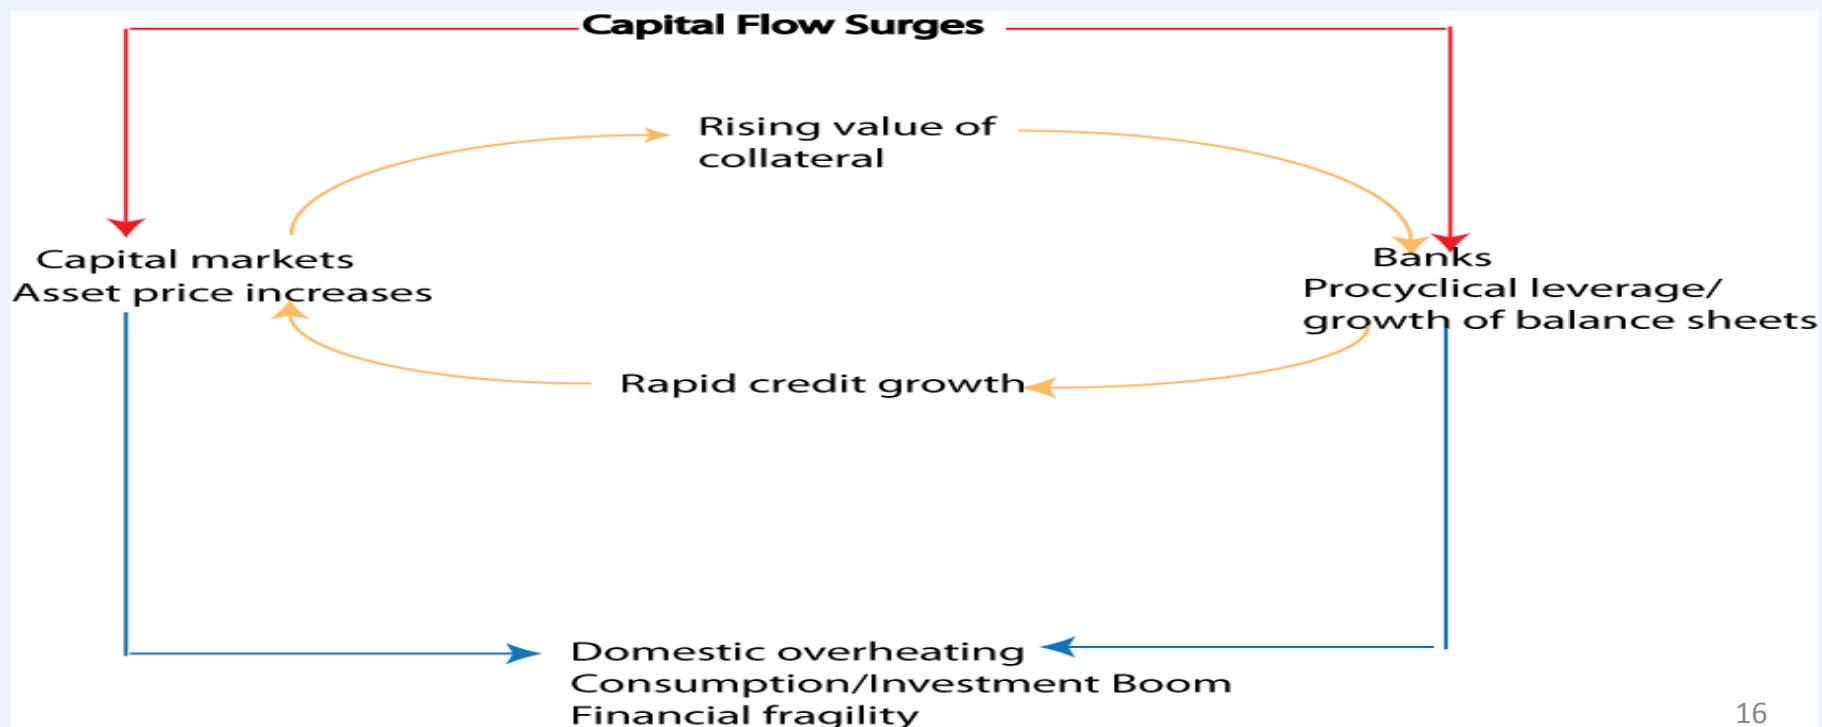 Capital Flow Surges
Rising value of
collateral
Capital markets
Asset price increases
Banks
Procyclical leverage/
growth of balance sheets
Rapid credit growth
Domestic overheating
Consumption/Investment Boom
Financial fragility
16